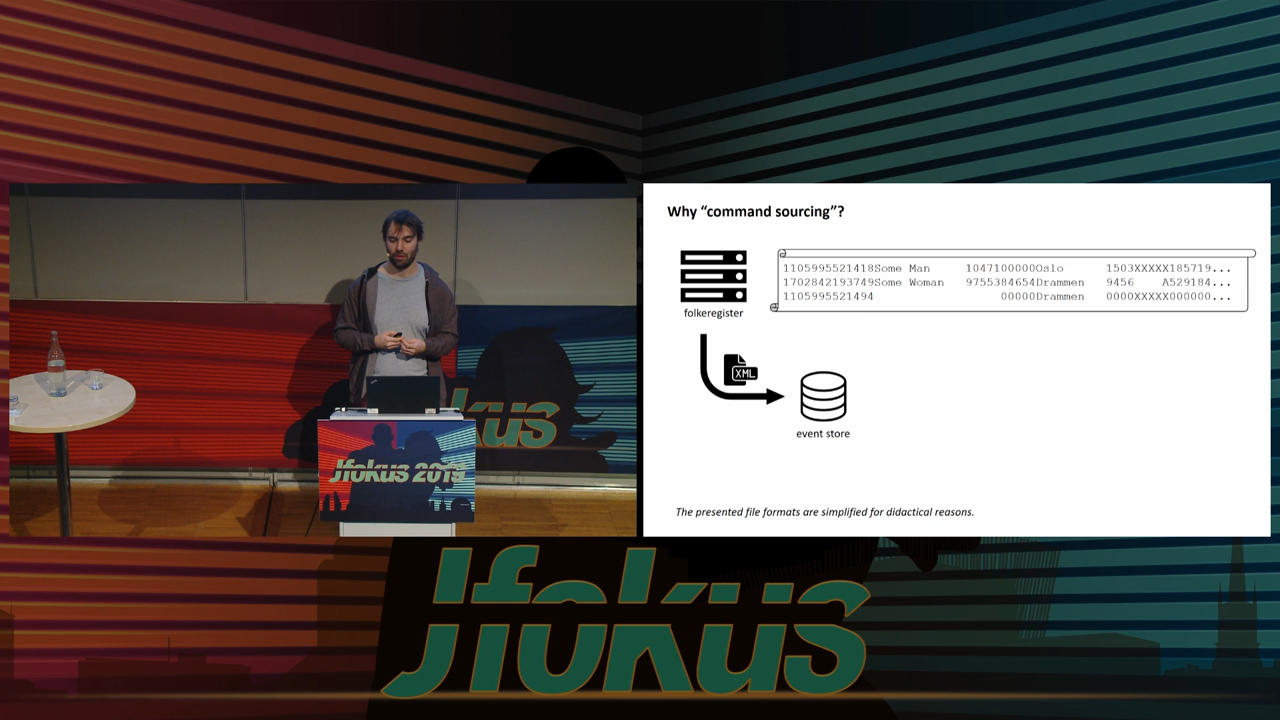 Why “command sourcing”?
1105995521418Some Man 1047100000Oslo 1503XXXXX185719...
1702842193749Some Woman 9755384654Drammen 9456 A529184...
1105995521494 00000Drammen 0000XXXXX000000...
folkeregister
XML
event store
The presented file formats are simplified for didactical reasons.
kus
Jfokus 2019
Jfokus